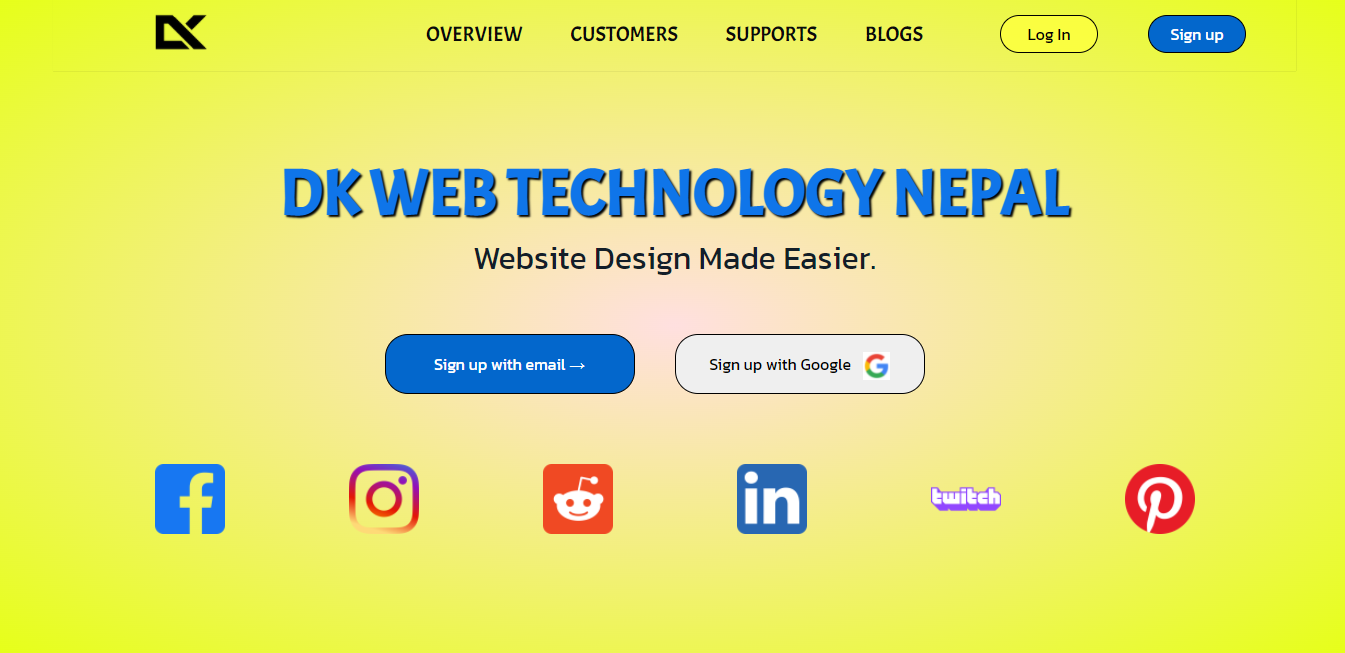 DK
OVERVIEW CUSTOMERS SUPPORTS BLOGS Log In Sign up
DK WEB TECHNOLOGY NEPAL
Website Design Made Easier.
Sign up with email → Sign up with Google G
f in twitch